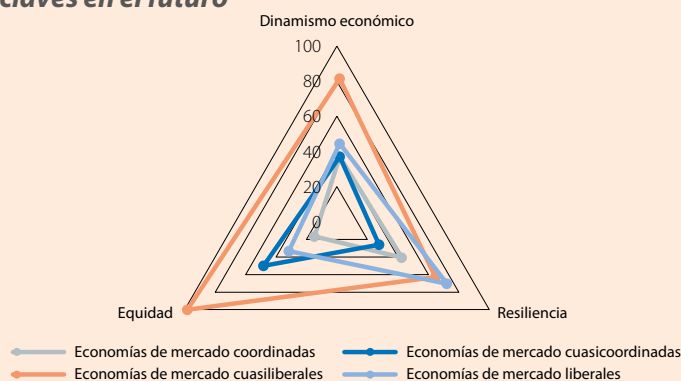 claves en el futuro
Dinamismo económico
100
80
60
40
20
0
Equidad
Resiliencia
Economías de mercado coordinadas
Economías de mercado cuasicoordinadas
Economías de mercado cuasiliberales
Economías de mercado liberales